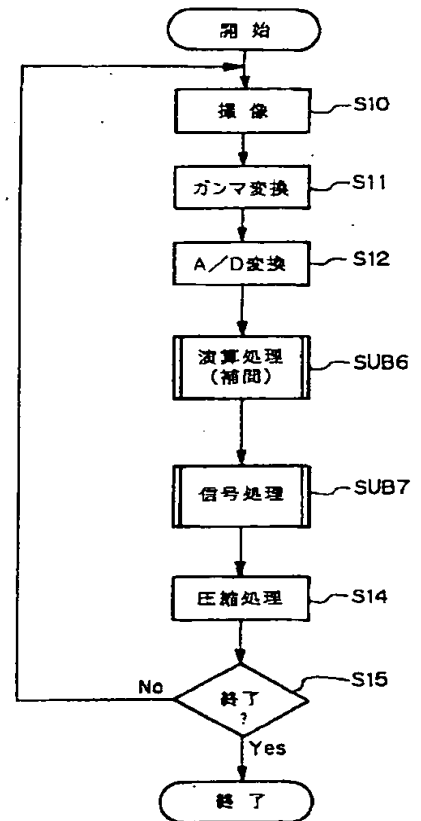 開始
撮像
S10
ガンマ変換
S11
A/D変換
S12
演算処理
(補間)
SUB6
信号処理
SUB7
圧縮処理
S14
終了
?
S15
No
Yes
終了